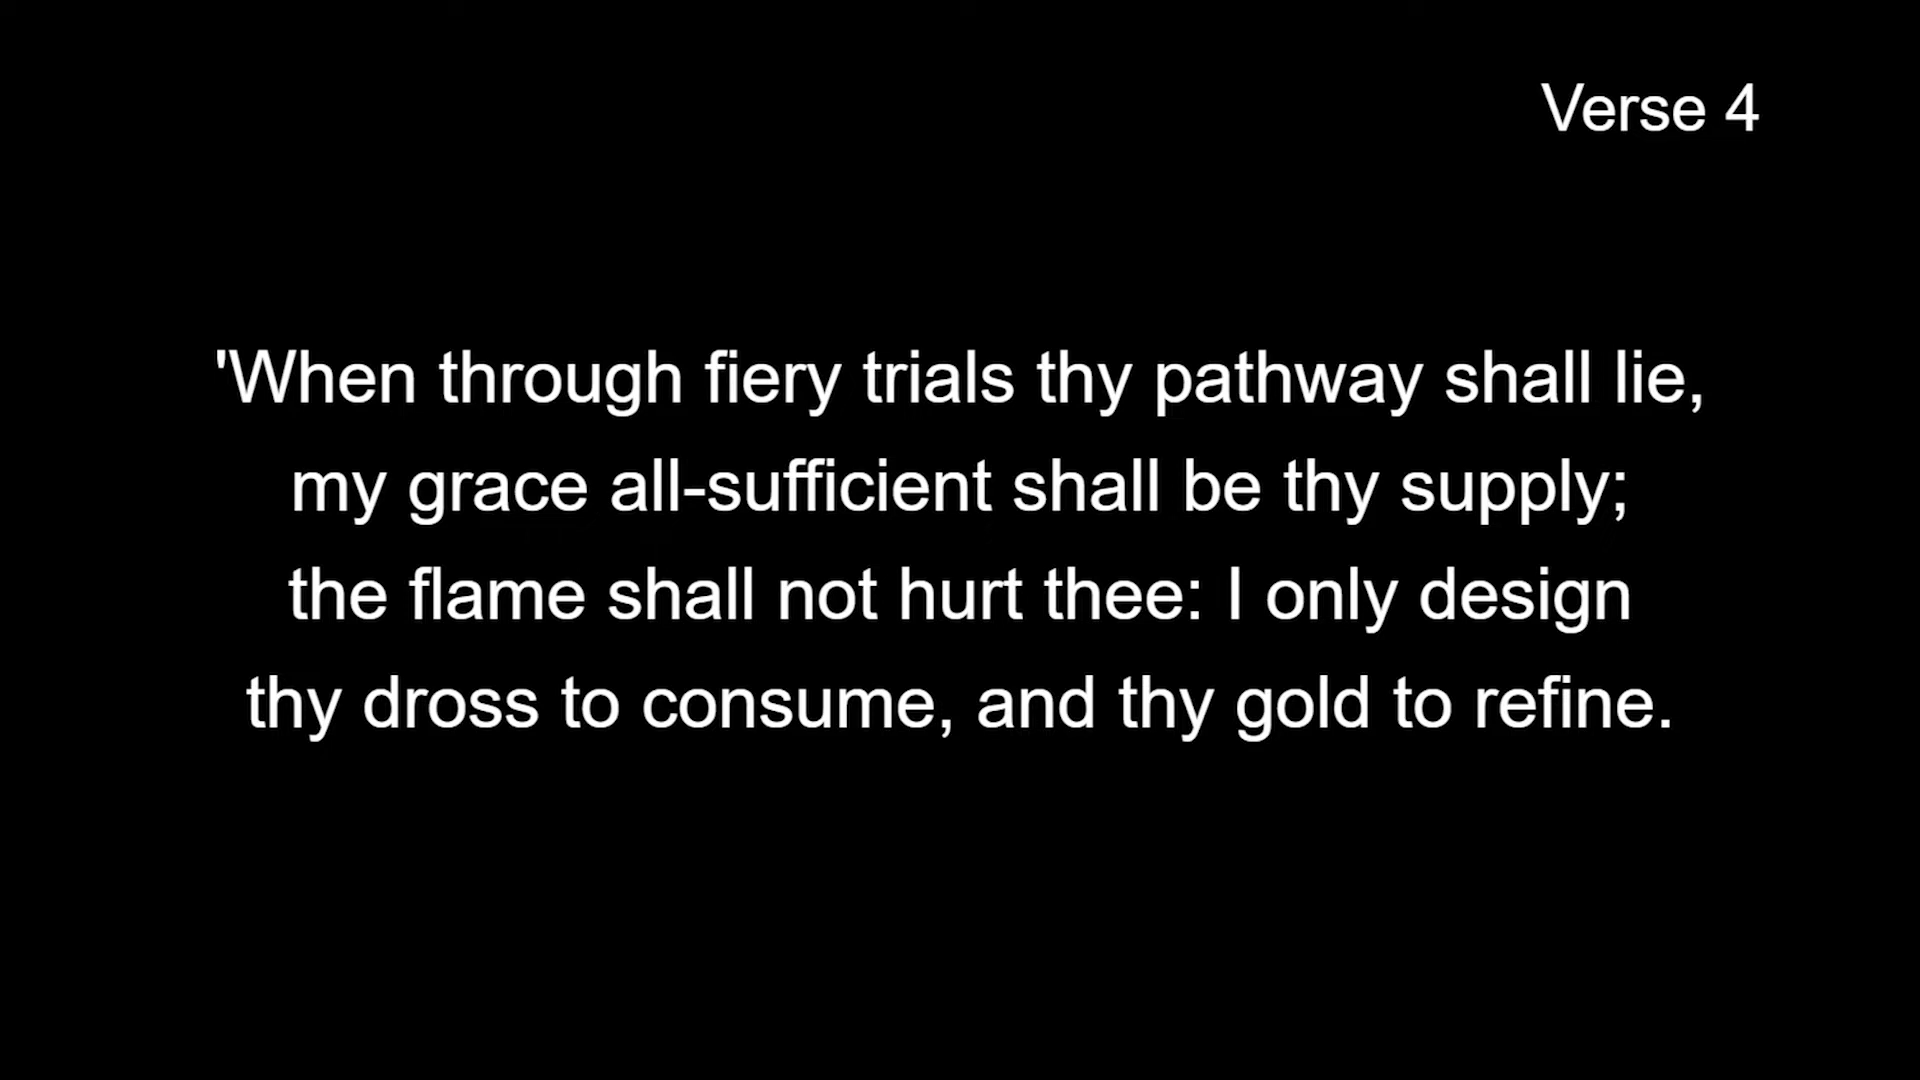 Verse 4
'When through fiery trials thy pathway shall lie,
my grace all-sufficient shall be thy supply;
the flame shall not hurt thee: I only design
thy dross to consume, and thy gold to refine.